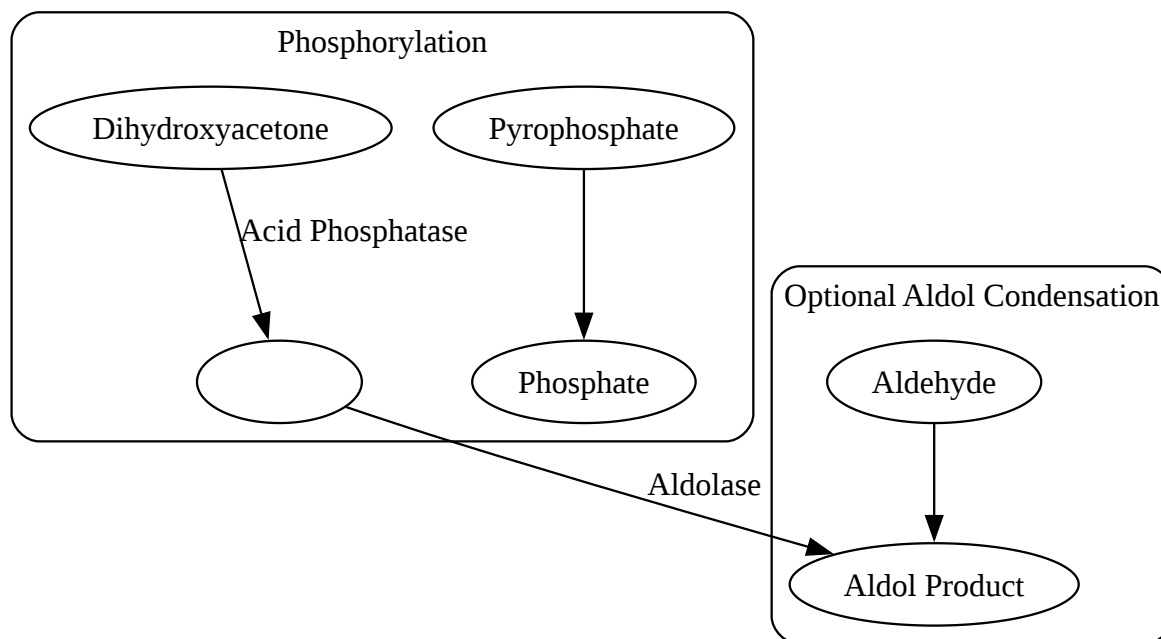 Phosphorylation
Dihydroxyacetone
Pyrophosphate
Acid Phosphatase
Optional Aldol Condensation
Phosphate
Aldehyde
Aldolase
Aldol Product